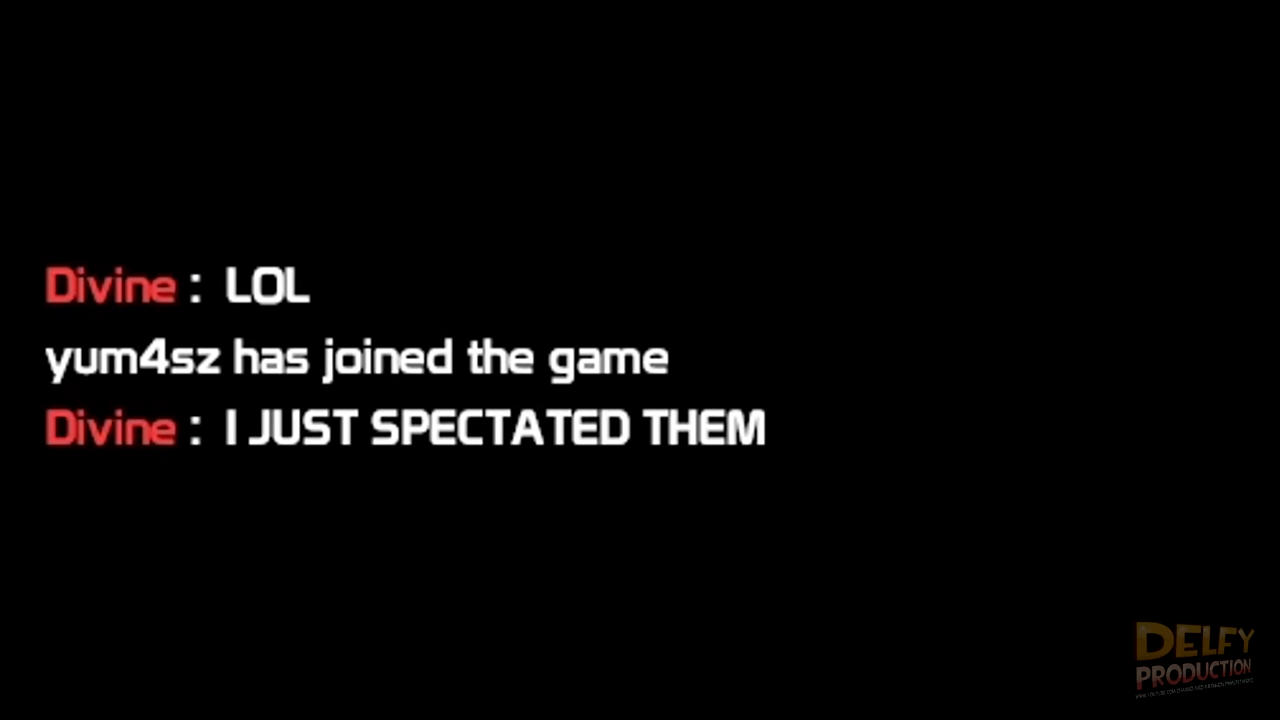 Divine : LOL
yum4sz has joined the game
Divine : I JUST SPECTATED THEM
DELFY
PRODUCTION